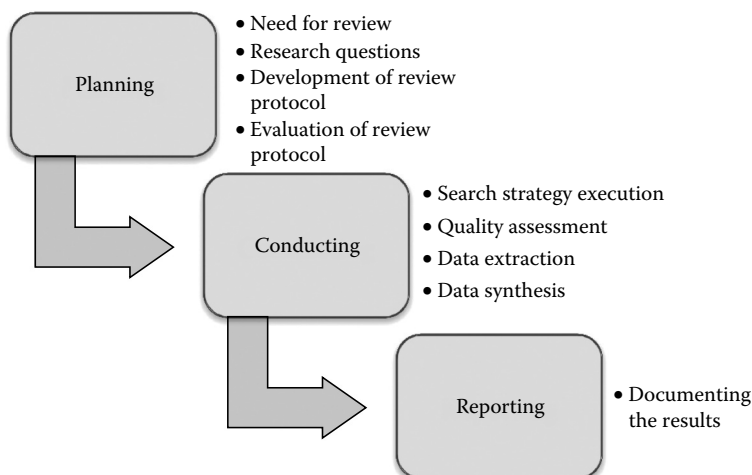 Planning
• Need for review
• Research questions
• Development of review
protocol
• Evaluation of review
protocol
Conducting
• Search strategy execution
• Quality assessment
• Data extraction
• Data synthesis
Reporting
• Documenting
the results